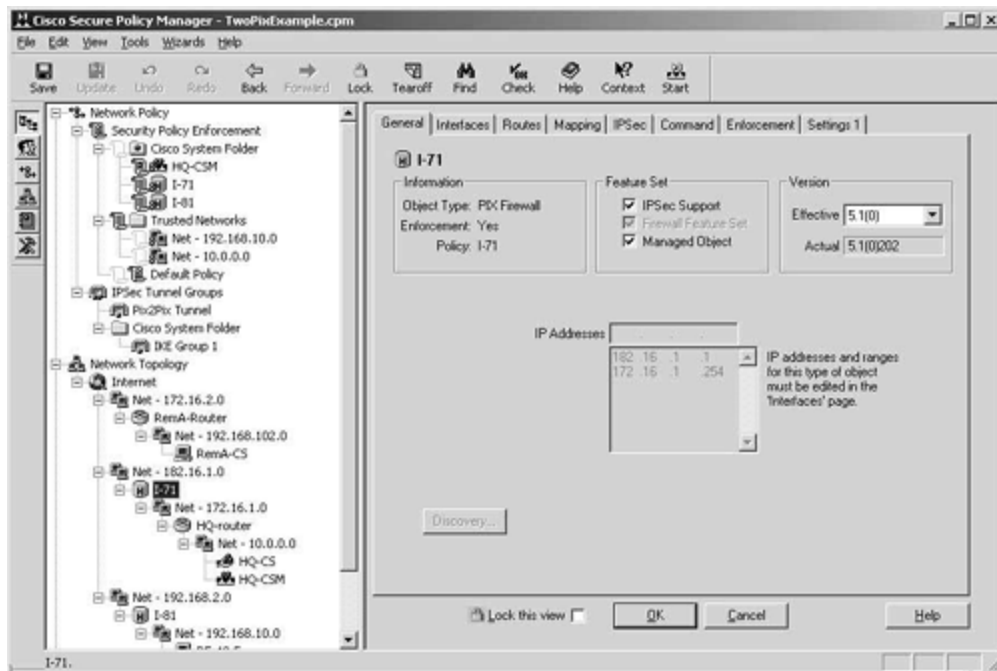 Cisco Secure Policy Manager - TwoPixExample.cpm
File Edit View Tools Wizards Help
Save Update Undo Redo Back Forward Lock Tearoff Find Check Help Context Start
Network Policy
Security Policy Enforcement
Cisco System Folder
HQ-CSM
I-71
I-81
Trusted Networks
Net - 192.168.10.0
Net - 10.0.0.0
Default Policy
IPSec Tunnel Groups
Pix2Pix Tunnel
Cisco System Folder
IKE Group 1
Network Topology
Internet
Net - 172.16.2.0
RemA-Router
Net - 192.168.102.0
RemA-CS
Net - 182.16.1.0
I-71
Net - 172.16.1.0
HQ-router
Net - 10.0.0.0
HQ-CS
HQ-CSM
Net - 192.168.2.0
I-81
Net - 192.168.10.0
General Interfaces Routes Mapping IPSec Command Enforcement Settings 1
I-71
Information
Object Type: PIX Firewall
Enforcement: Yes
Policy: I-71
Feature Set
IPSec Support
Firewall Feature Set
Managed Object
Version
Effective 5.1(0)
Actual 5.1(0)202
IP Addresses
182 .16 .1 .1
172 .16 .1 .254
IP addresses and ranges
for this type of object
must be edited in the
'Interfaces' page.
Discovery...
Lock this view
OK Cancel Help
I-71.